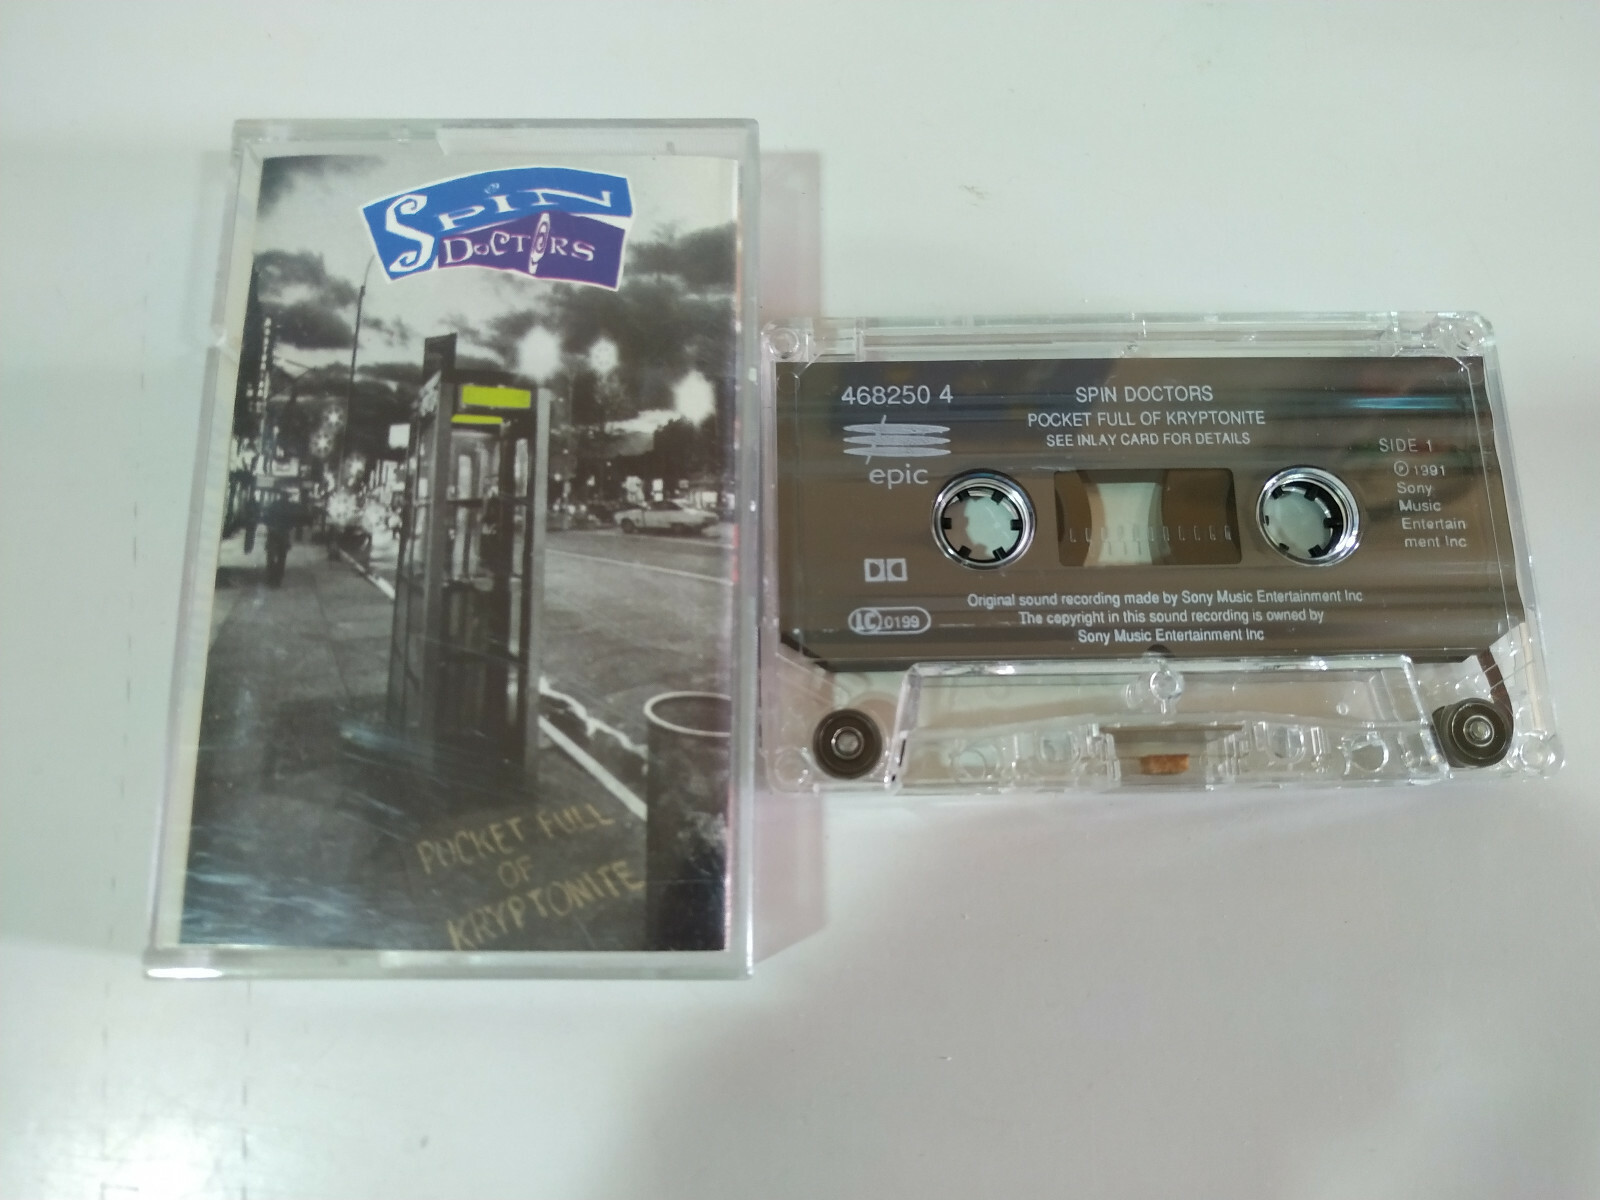 SPIN
DOCTORS
POCKET FULL
OF
KRYPTONITE
468250 4
epic
SPIN DOCTORS
POCKET FULL OF KRYPTONITE
SEE INLAY CARD FOR DETAILS
SIDE 1
℗ 1991
Sony
Music
Entertain
ment Inc
LC 0199
Original sound recording made by Sony Music Entertainment Inc
The copyright in this sound recording is owned by
Sony Music Entertainment Inc